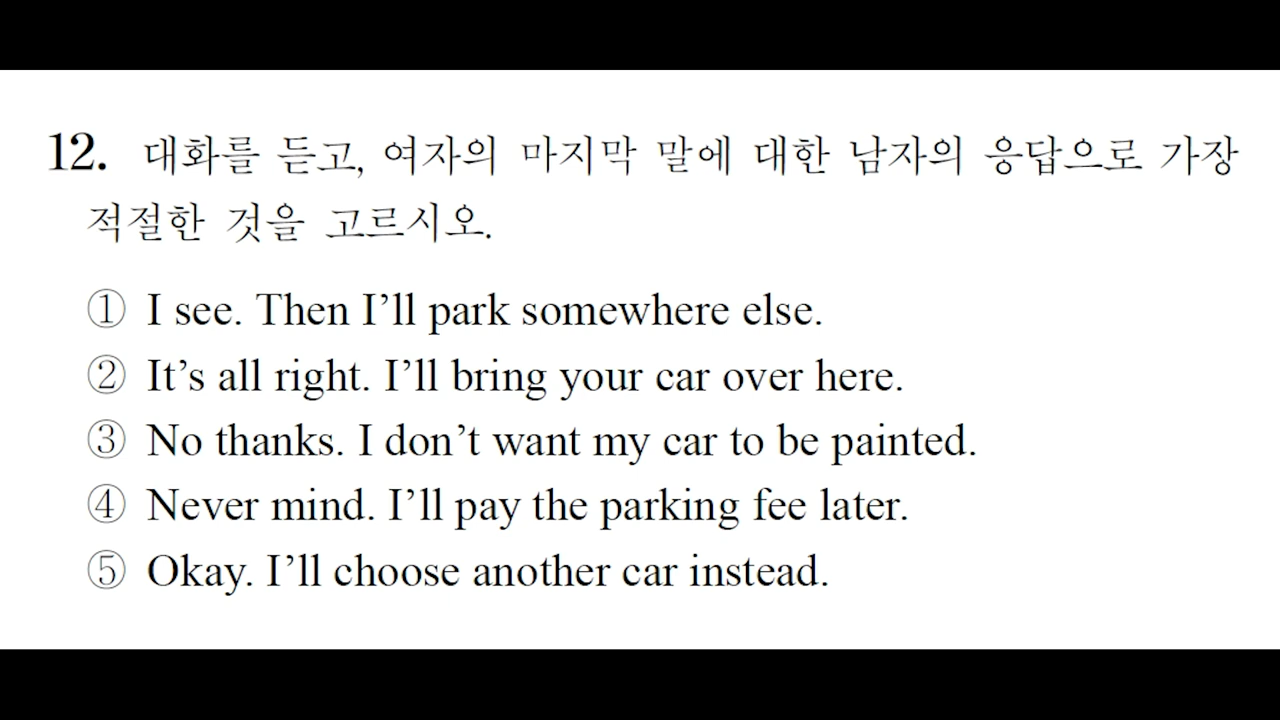 12. 대화를 듣고, 여자의 마지막 말에 대한 남자의 응답으로 가장
적절한 것을 고르시오.
① I see. Then I’ll park somewhere else.
② It’s all right. I’ll bring your car over here.
③ No thanks. I don’t want my car to be painted.
④ Never mind. I’ll pay the parking fee later.
⑤ Okay. I’ll choose another car instead.